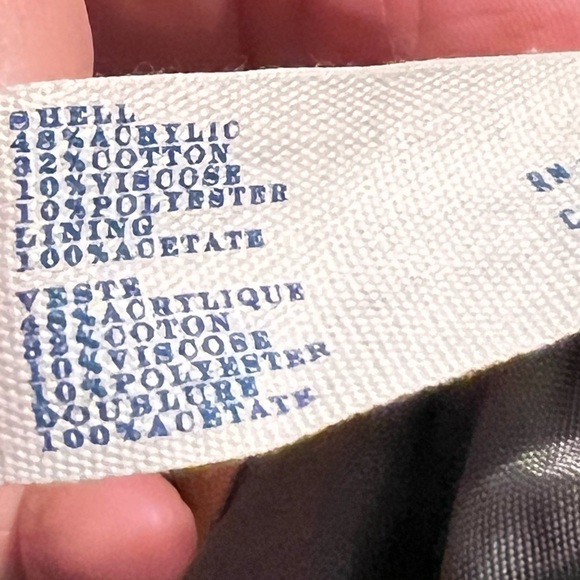 SHELL
48%ACRYLIC
32%COTTON
10%VISCOSE
10%POLYESTER
LINING
100%ACETATE
VESTE
48%ACRYLIQUE
32%COTON
10%VISCOSE
10%POLYESTER
DOUBLURE
100%ACETATE
RN
C